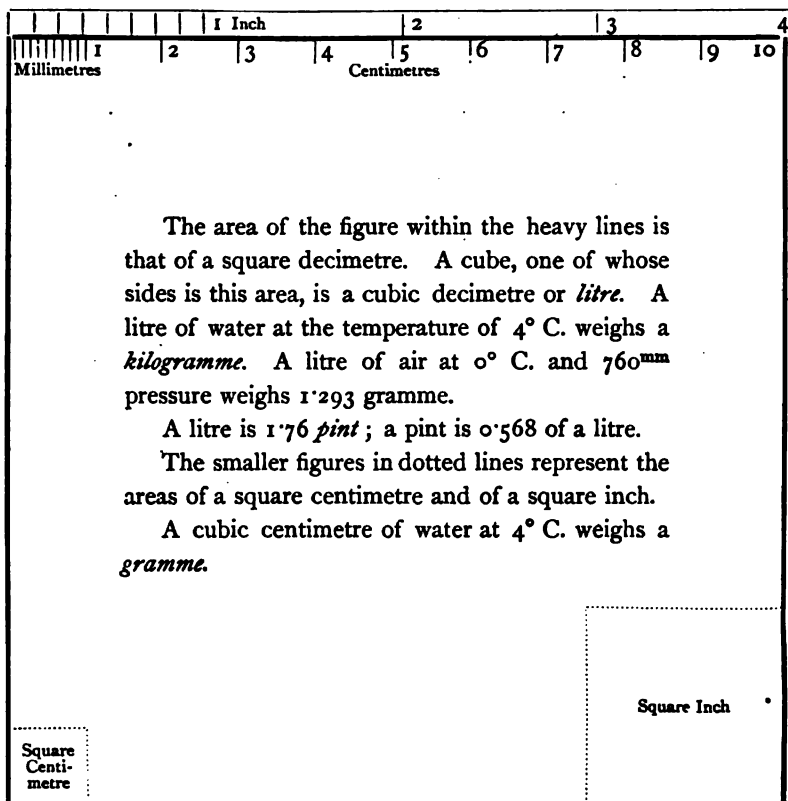 1 Inch 2 3 4
1 2 3 4 5 6 7 8 9 10
Millimetres Centimetres
The area of the figure within the heavy lines is
that of a square decimetre. A cube, one of whose
sides is this area, is a cubic decimetre or litre. A
litre of water at the temperature of 4° C. weighs a
kilogramme. A litre of air at 0° C. and 760mm
pressure weighs 1·293 gramme.
A litre is 1·76 pint; a pint is 0·568 of a litre.
The smaller figures in dotted lines represent the
areas of a square centimetre and of a square inch.
A cubic centimetre of water at 4° C. weighs a
gramme.
Square Inch
Square
Centi-
metre